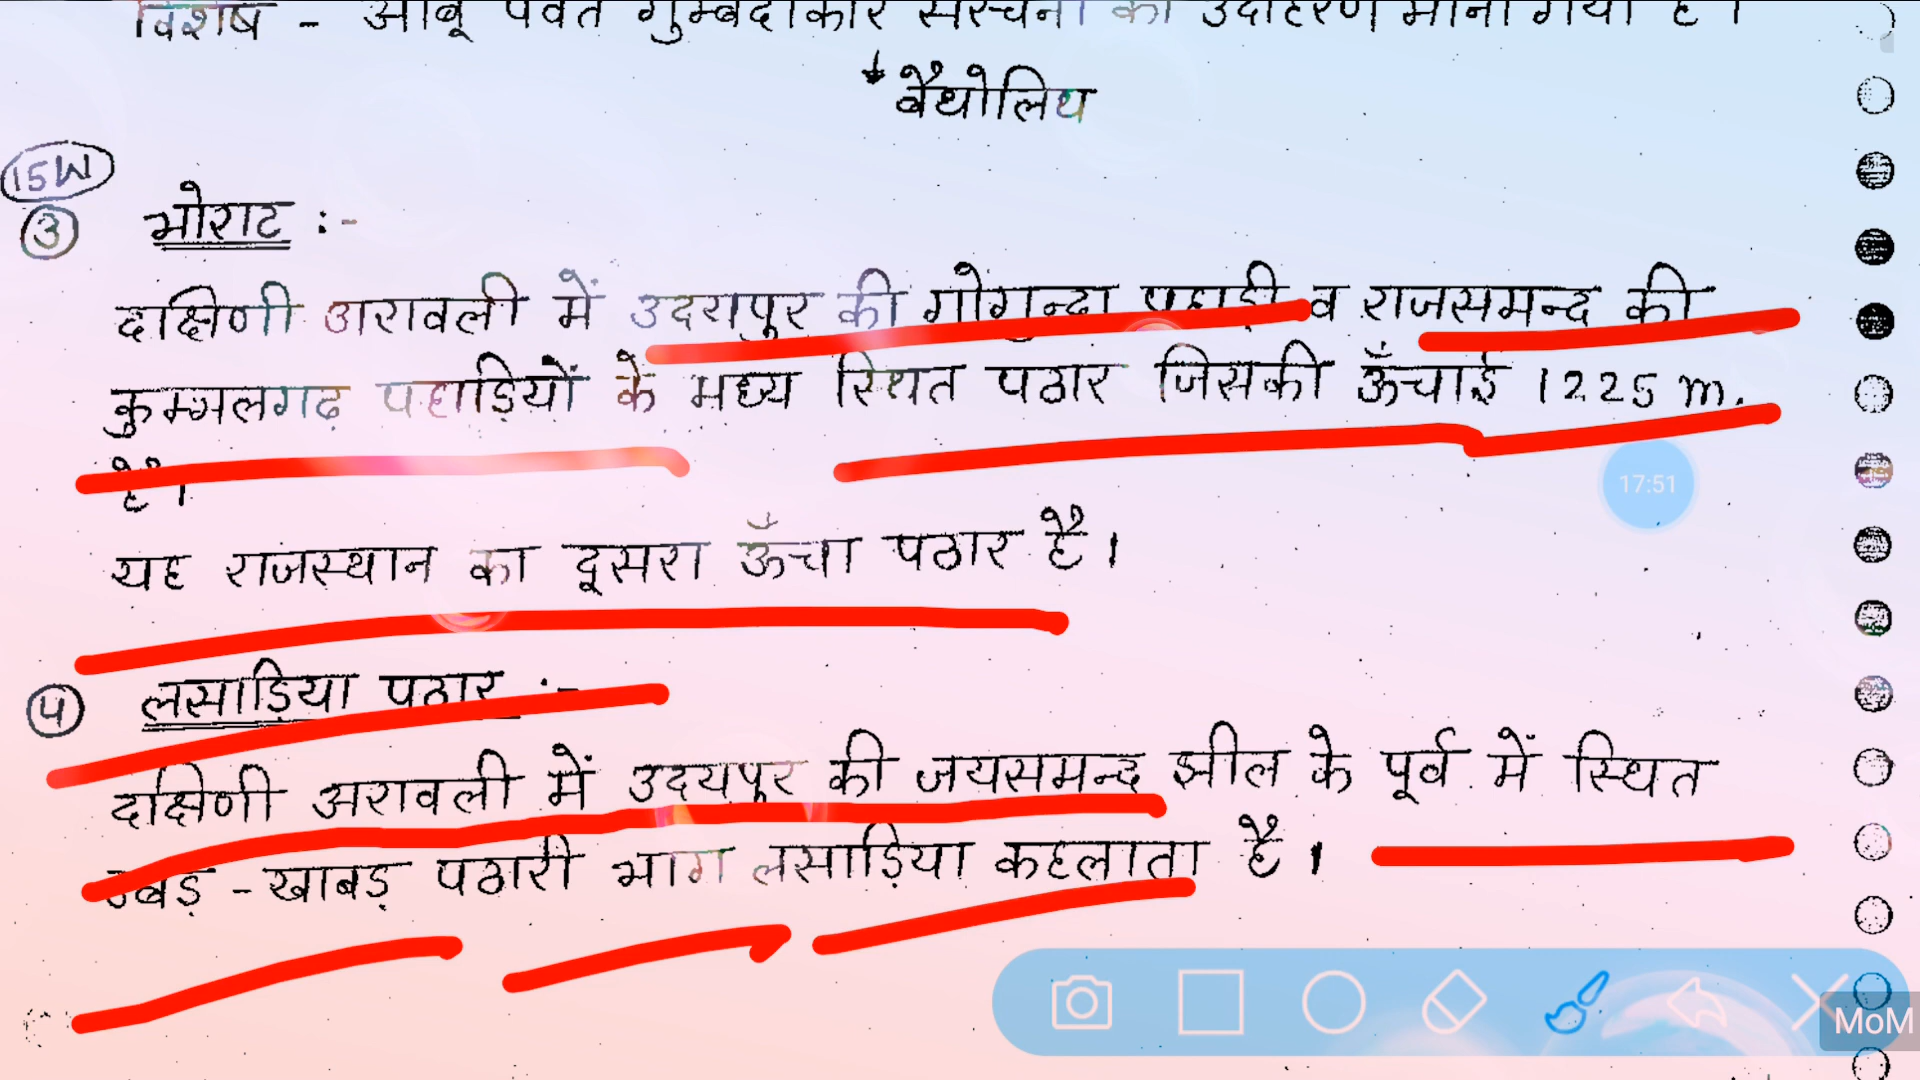 विशेष - आबू पर्वत गुम्बदाकार संरचना का उदाहरण माना गया है।
बैथोलिथ
15W
③ भोराट :-
दक्षिणी अरावली में उदयपुर की गोगुन्दा पहाड़ी व राजसमन्द की
कुम्भलगढ़ पहाड़ियों के मध्य स्थित पठार जिसकी ऊँचाई 1225 m.
है।
17:51
यह राजस्थान का दूसरा ऊँचा पठार है।
④ लसाड़िया पठार :-
दक्षिणी अरावली में उदयपुर की जयसमन्द झील के पूर्व में स्थित
उबड़ - खाबड़ पठारी भाग लसाड़िया कहलाता है।
MoM